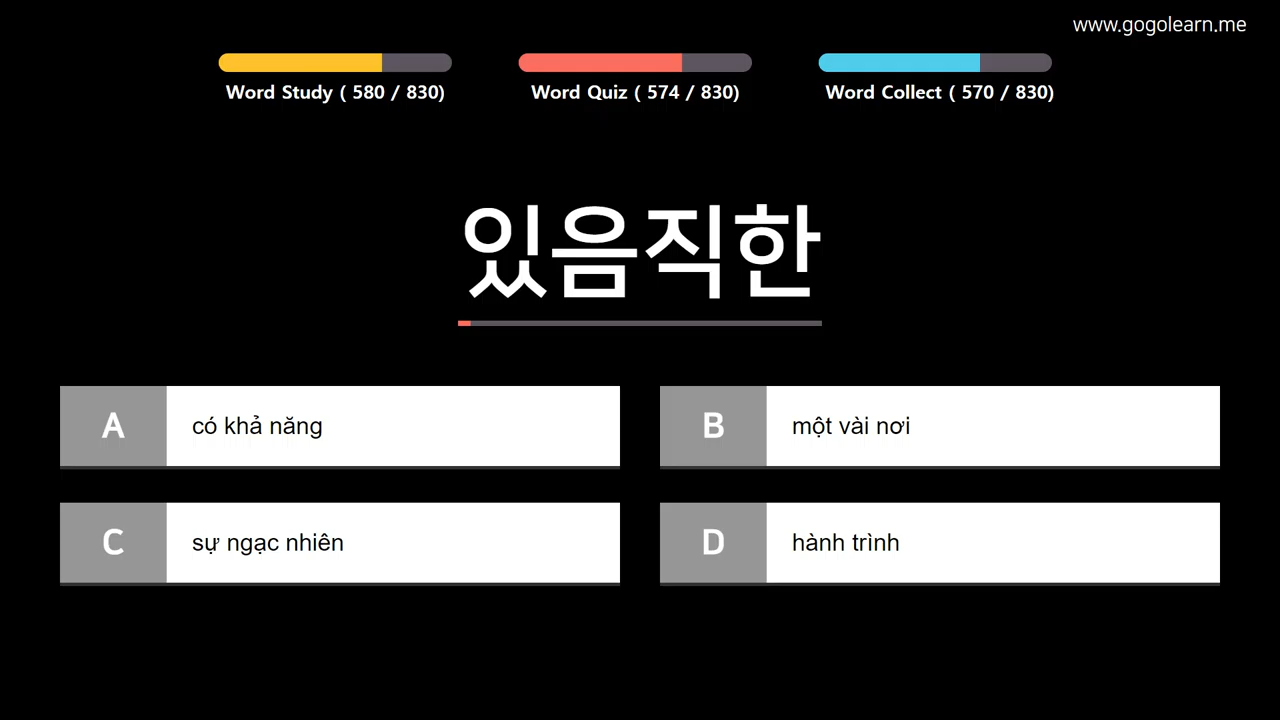 www.gogolearn.me
Word Study ( 580 / 830)
Word Quiz ( 574 / 830)
Word Collect ( 570 / 830)
있음직한
A có khả năng
B một vài nơi
C sự ngạc nhiên
D hành trình